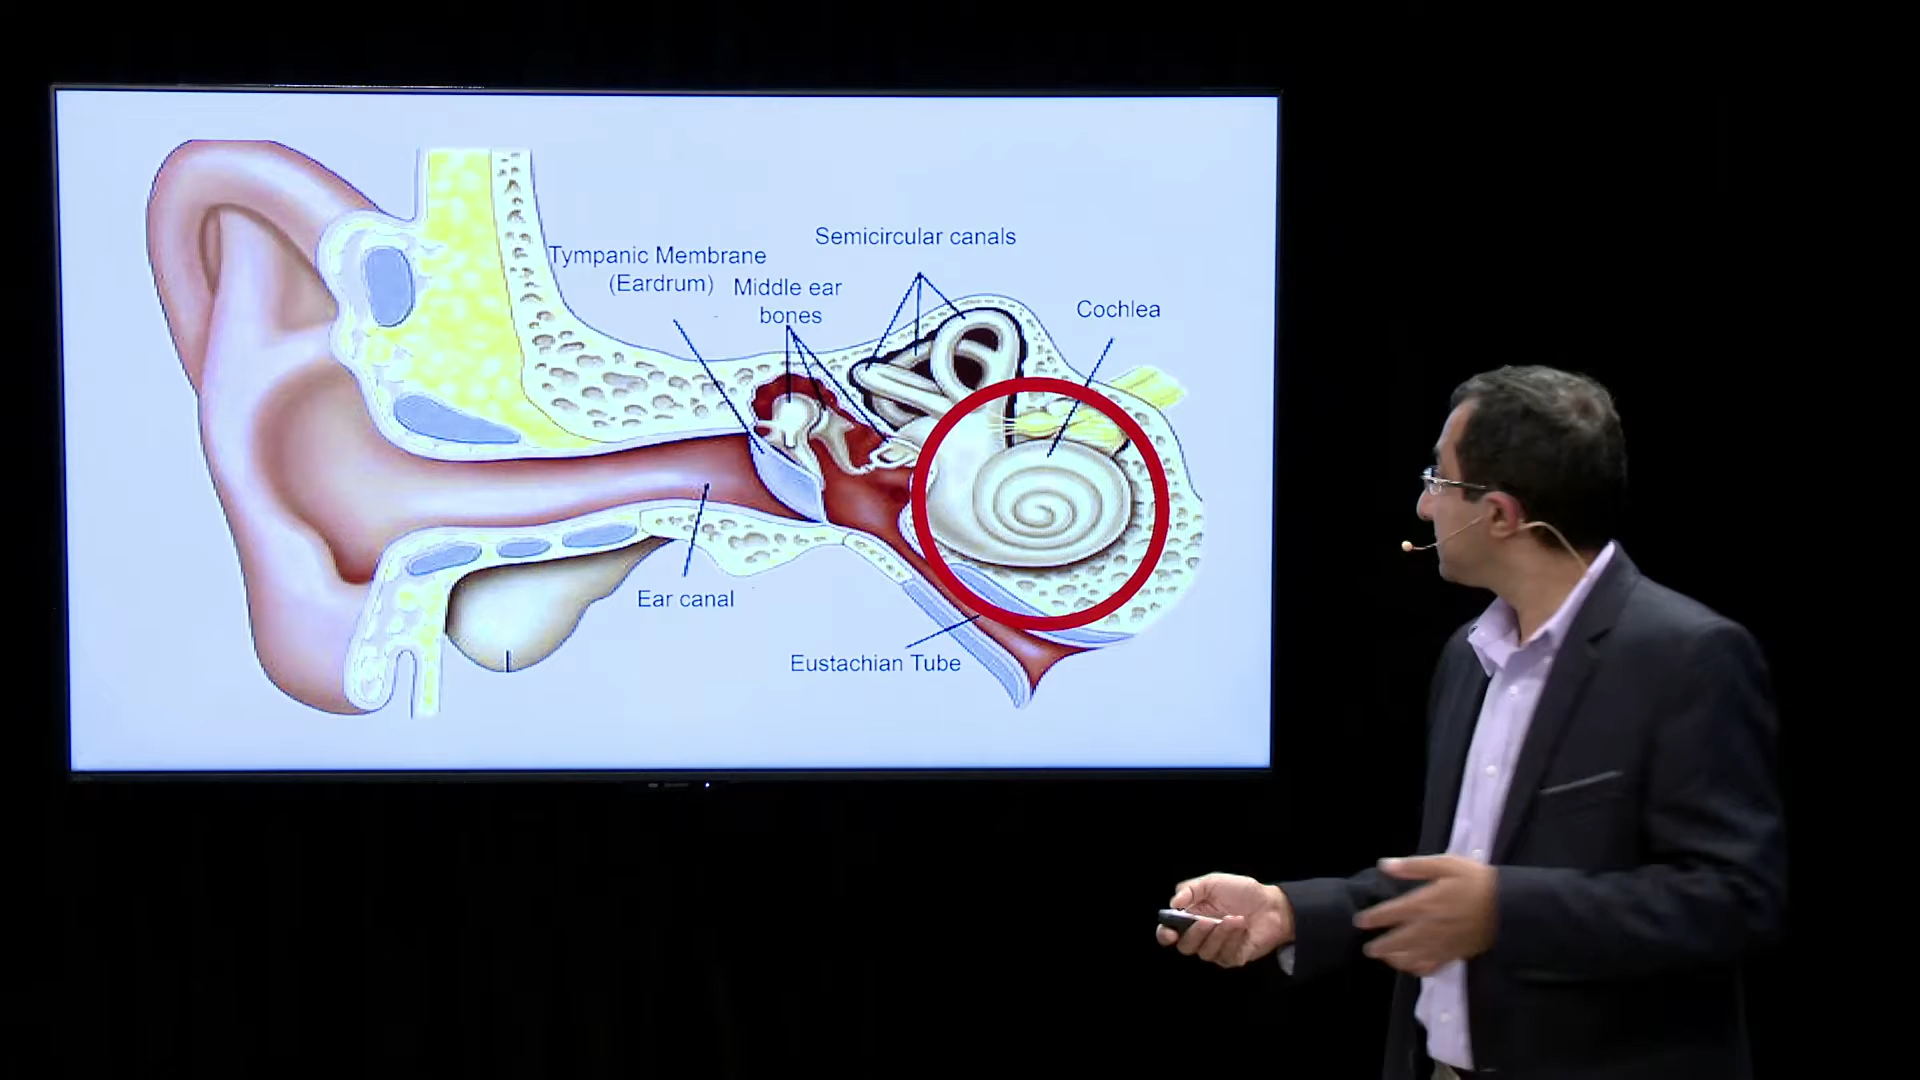 Semicircular canals
Tympanic Membrane
(Eardrum)
Middle ear
bones
Cochlea
Ear canal
Eustachian Tube